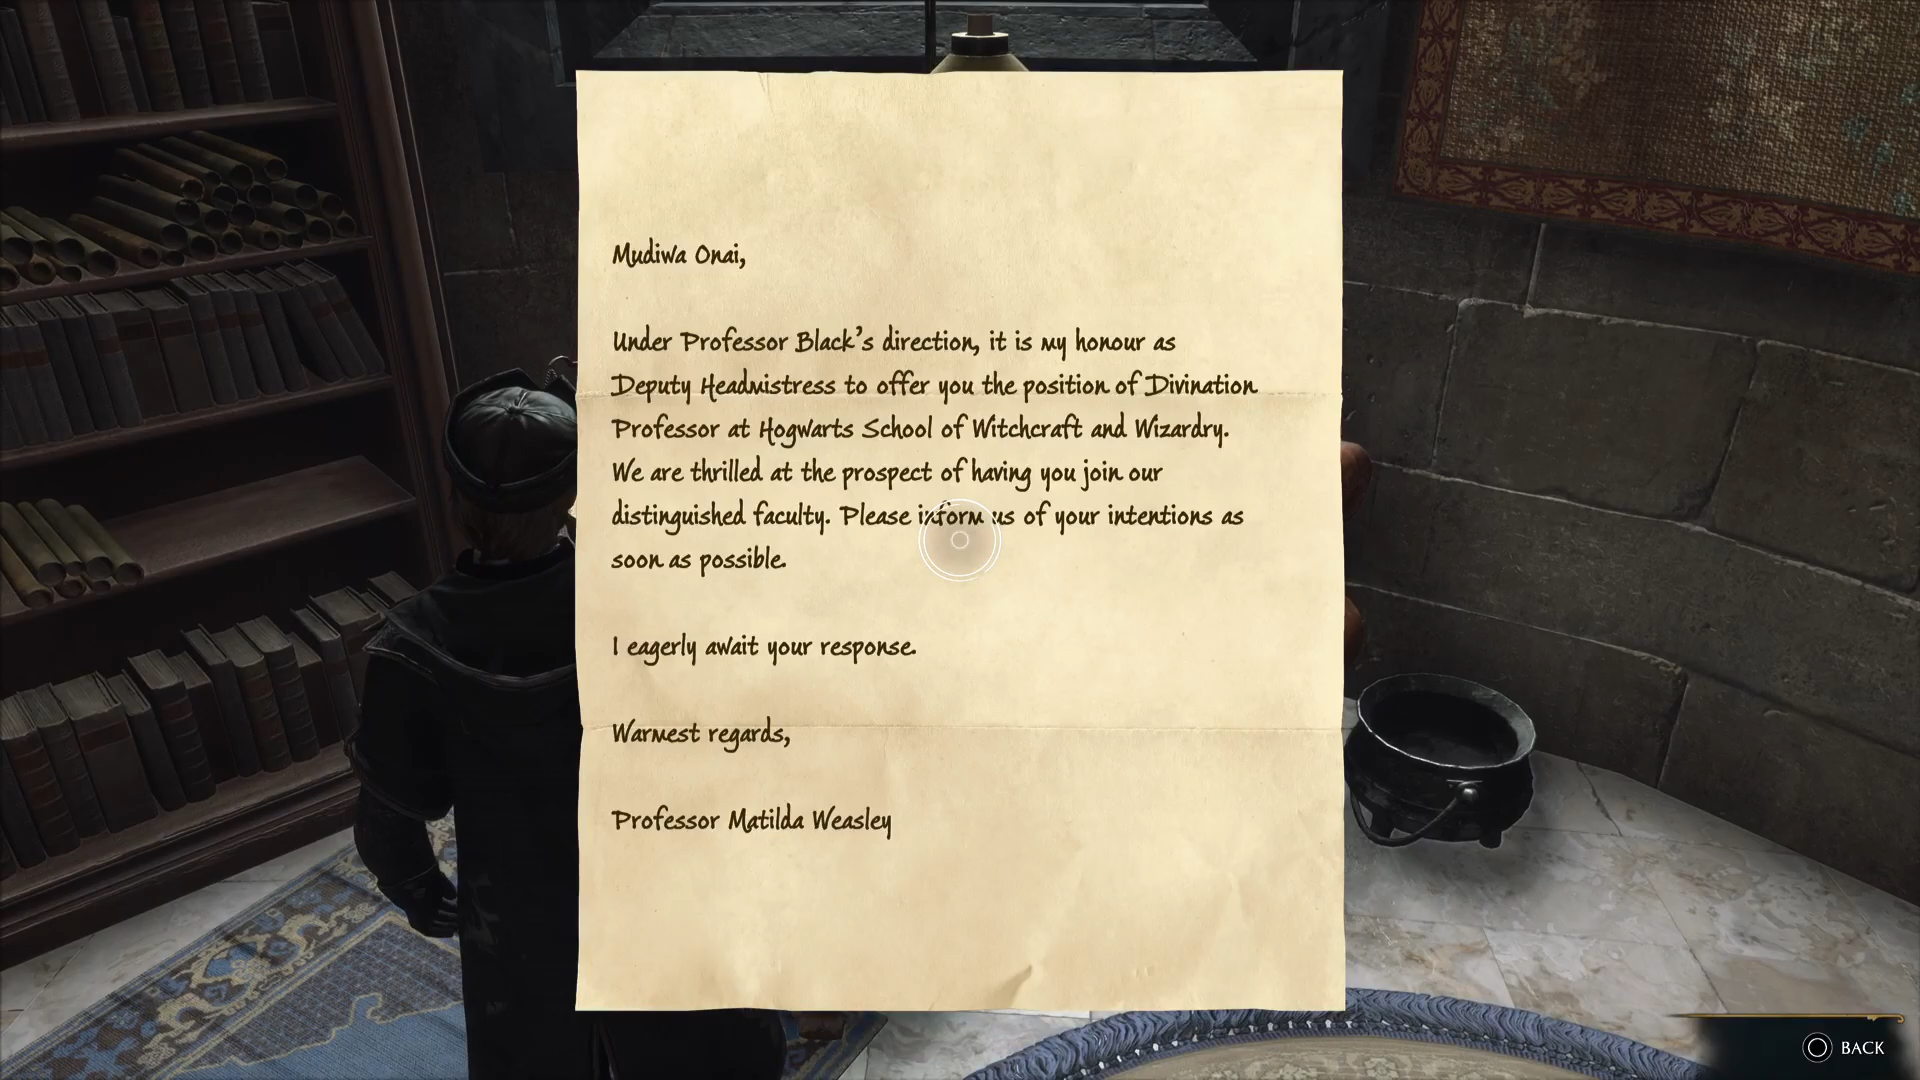 Mudiwa Onai,
Under Professor Black's direction, it is my honour as
Deputy Headmistress to offer you the position of Divination
Professor at Hogwarts School of Witchcraft and Wizardry.
We are thrilled at the prospect of having you join our
distinguished faculty. Please inform us of your intentions as
soon as possible.
I eagerly await your response.
Warmest regards,
Professor Matilda Weasley
BACK